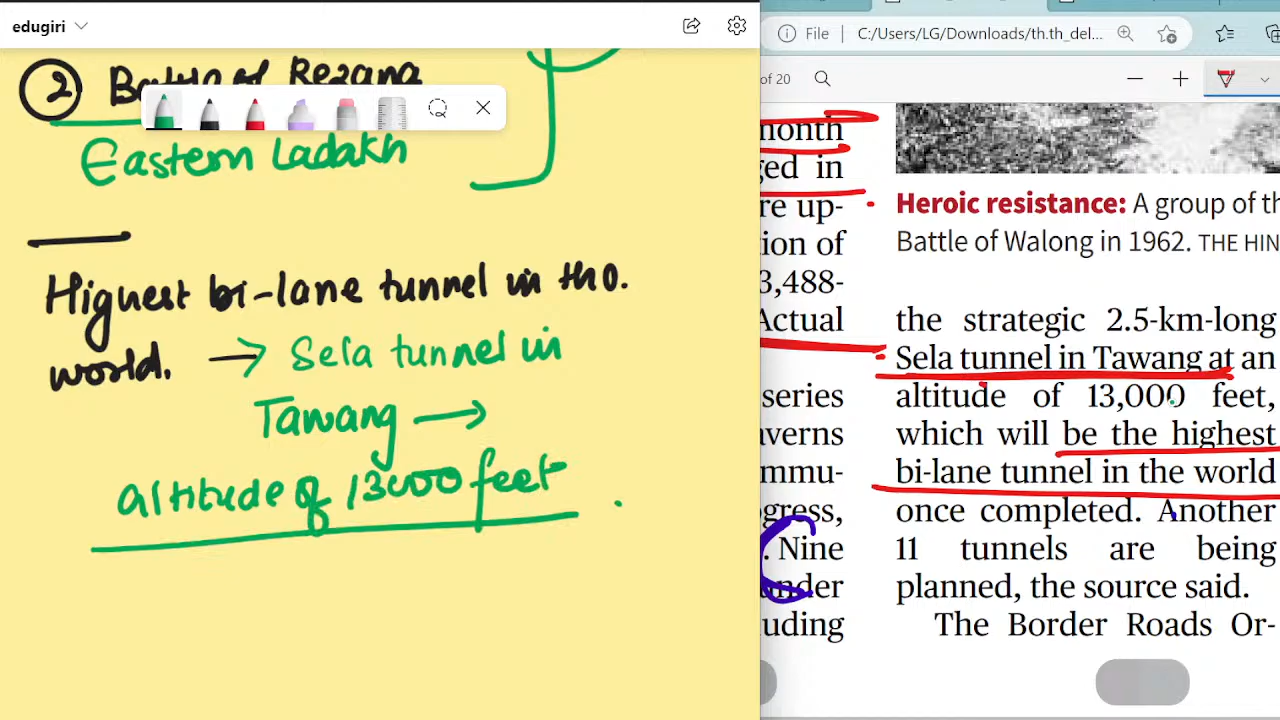 edugiri
2 Battle of Rezang
Eastern Ladakh
Highest bi-lane tunnel in the
world. → Sela tunnel in
Tawang →
altitude of 13000 feet.
File C:/Users/LG/Downloads/th.th_del...
of 20
month
ged in
re up-
ion of
3,488-
Actual
series
averns
mmu-
ogress,
. Nine
under
luding
Heroic resistance: A group of th
Battle of Walong in 1962. THE HIN
the strategic 2.5-km-long
Sela tunnel in Tawang at an
altitude of 13,000 feet,
which will be the highest
bi-lane tunnel in the world
once completed. Another
11 tunnels are being
planned, the source said.
The Border Roads Or-